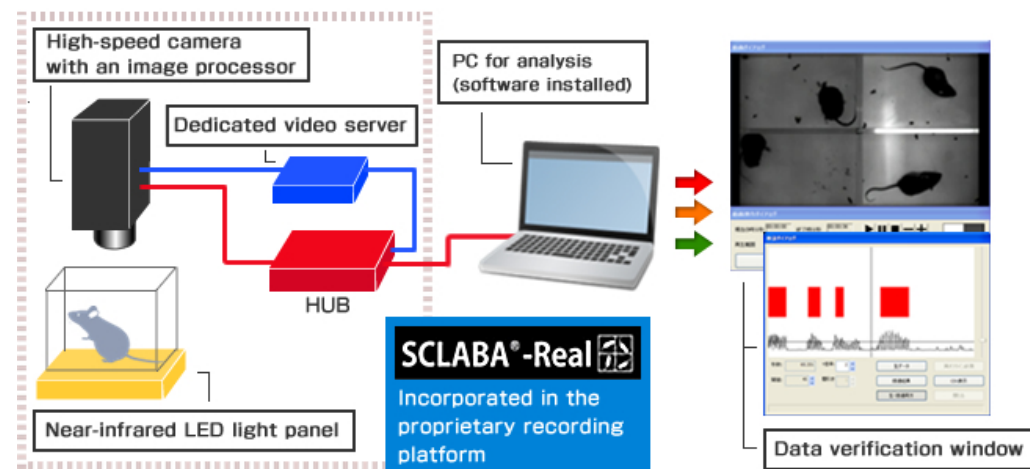 High-speed camera
with an image processor
Dedicated video server
PC for analysis
(software installed)
HUB
SCLABA®-Real
Incorporated in the
proprietary recording
platform
Near-infrared LED light panel
Data verification window